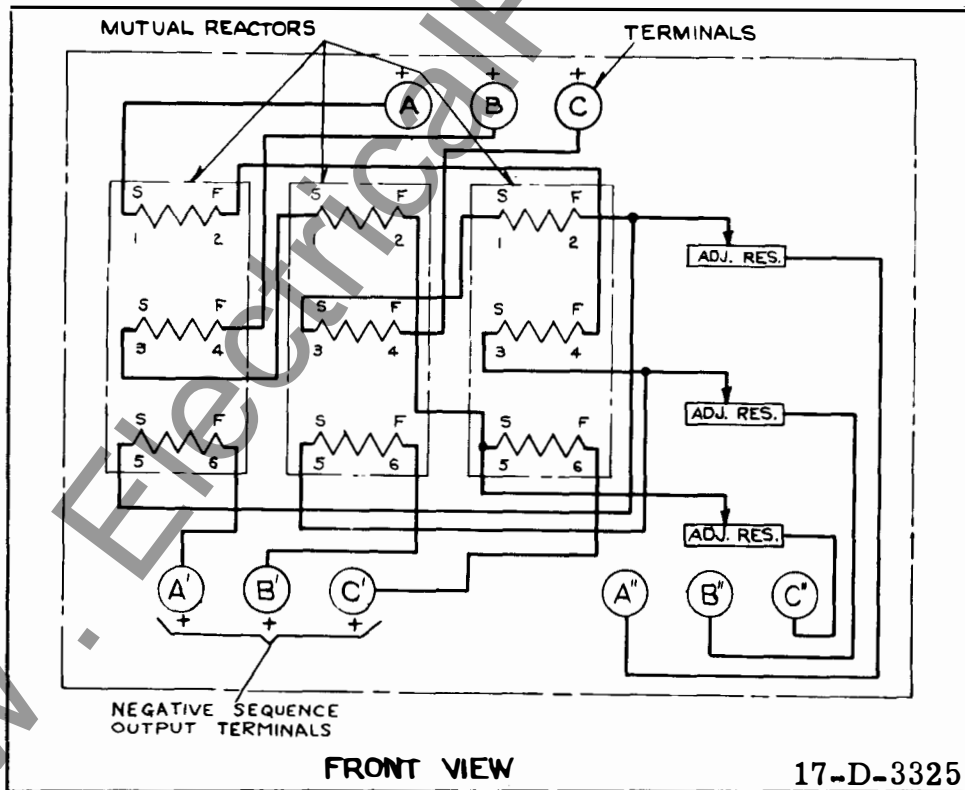 MUTUAL REACTORS
TERMINALS
+ + +
A B C
S F S F S F
1 2 1 2 1 2
ADJ. RES.
S F S F S F
3 4 3 4 3 4
ADJ. RES.
S F S F S F
5 6 5 6 5 6
ADJ. RES.
A' B' C' A" B" C"
+ + +
NEGATIVE SEQUENCE
OUTPUT TERMINALS
FRONT VIEW
17-D-3325
. Electrical